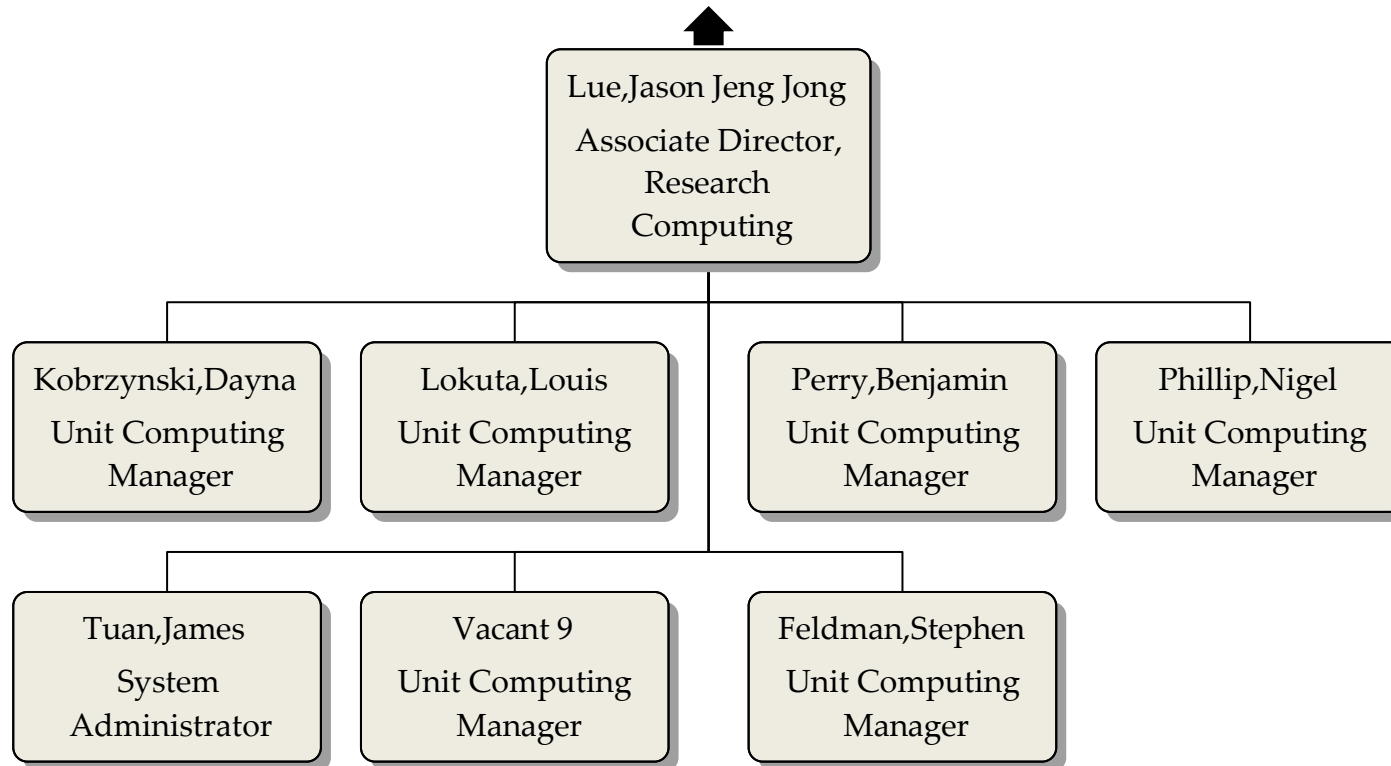 Lue,Jason Jeng Jong
Associate Director,
Research
Computing
Kobrzynski,Dayna
Unit Computing
Manager
Lokuta,Louis
Unit Computing
Manager
Perry,Benjamin
Unit Computing
Manager
Phillip,Nigel
Unit Computing
Manager
Tuan,James
System
Administrator
Vacant 9
Unit Computing
Manager
Feldman,Stephen
Unit Computing
Manager